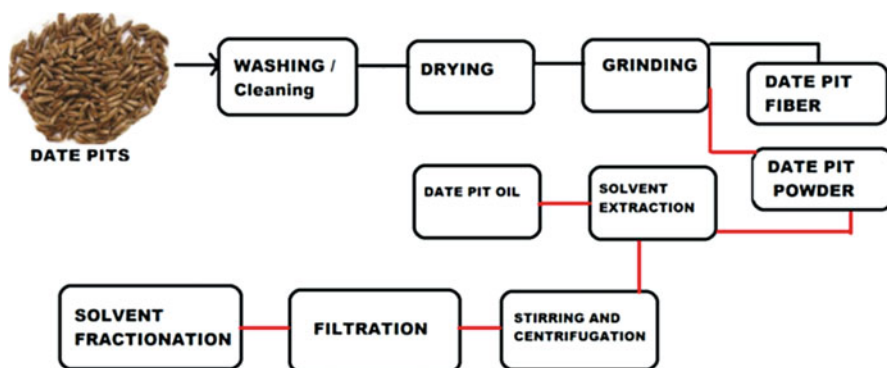 DATE PITS
WASHING /
Cleaning
DRYING
GRINDING
DATE PIT
FIBER
DATE PIT
POWDER
SOLVENT
EXTRACTION
DATE PIT OIL
STIRRING AND
CENTRIFUGATION
FILTRATION
SOLVENT
FRACTIONATION